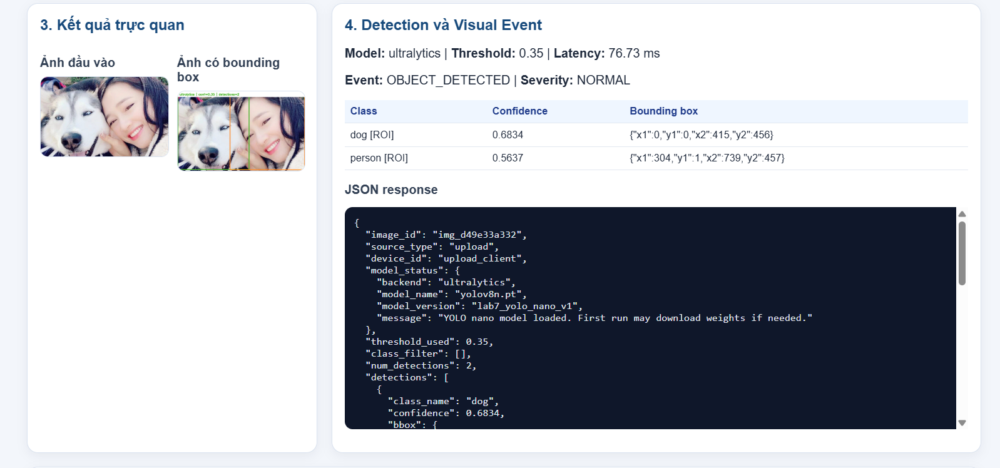 3. Kết quả trực quan
Ảnh đầu vào
Ảnh có bounding
box
ultralytics | conf=0.35 | detections=2
4. Detection và Visual Event
Model: ultralytics | Threshold: 0.35 | Latency: 76.73 ms
Event: OBJECT_DETECTED | Severity: NORMAL
Class Confidence Bounding box
dog [ROI] 0.6834 {"x1":0,"y1":0,"x2":415,"y2":456}
person [ROI] 0.5637 {"x1":304,"y1":1,"x2":739,"y2":457}
JSON response
{
"image_id": "img_d49e33a332",
"source_type": "upload",
"device_id": "upload_client",
"model_status": {
"backend": "ultralytics",
"model_name": "yolov8n.pt",
"model_version": "lab7_yolo_nano_v1",
"message": "YOLO nano model loaded. First run may download weights if needed."
},
"threshold_used": 0.35,
"class_filter": [],
"num_detections": 2,
"detections": [
{
"class_name": "dog",
"confidence": 0.6834,
"bbox": {